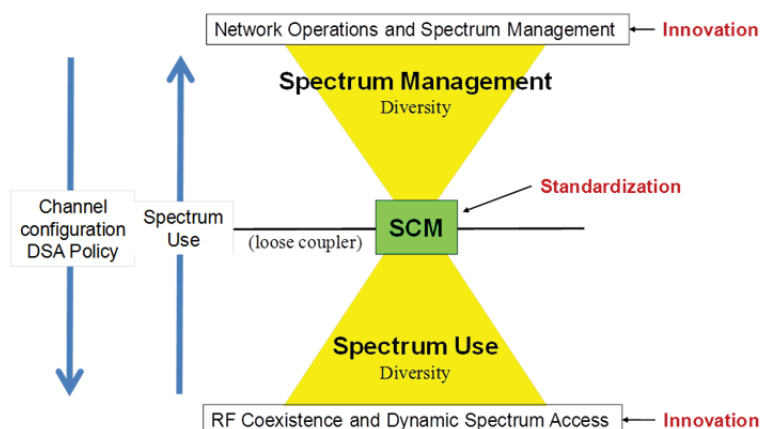 Network Operations and Spectrum Management
Innovation
Spectrum Management
Diversity
Standardization
Channel
configuration
DSA Policy
Spectrum
Use
(loose coupler)
SCM
Spectrum Use
Diversity
RF Coexistence and Dynamic Spectrum Access
Innovation